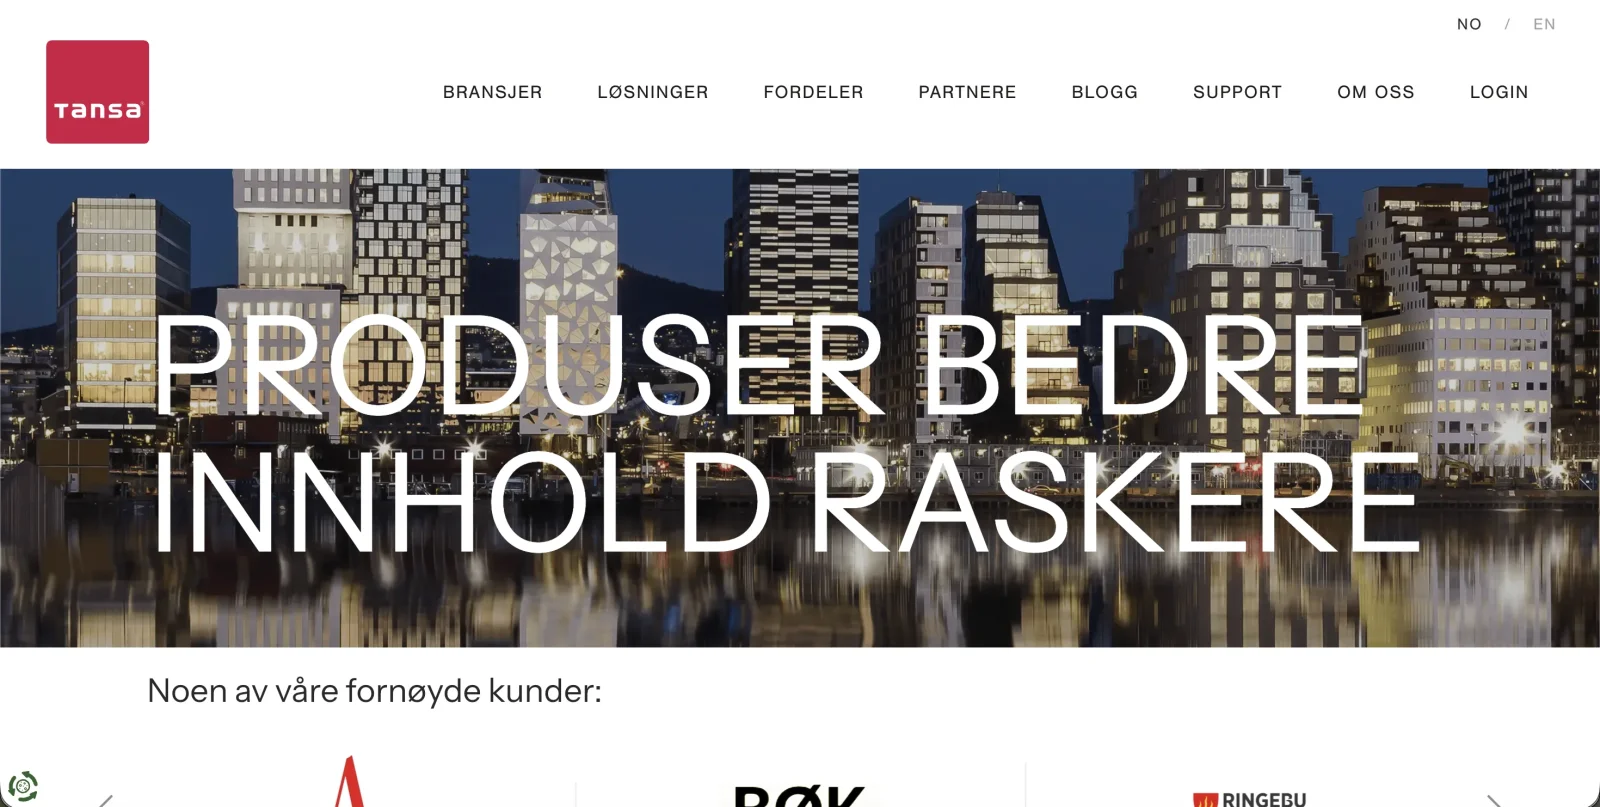 NO / EN
Tansa®
BRANSJER LØSNINGER FORDELER PARTNERE BLOGG SUPPORT OM OSS LOGIN
PRODUSER BEDRE
INNHOLD RASKERE
Noen av våre fornøyde kunder:
BØK
RINGEBU